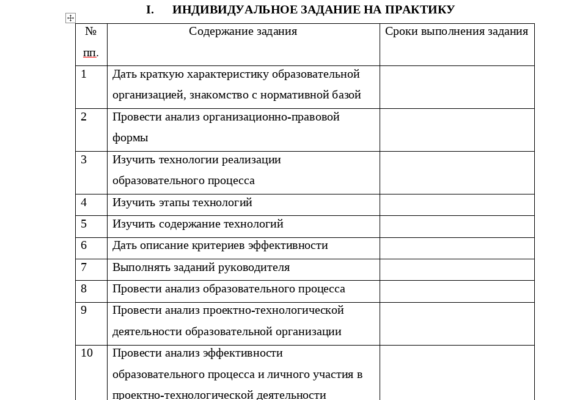 I. ИНДИВИДУАЛЬНОЕ ЗАДАНИЕ НА ПРАКТИКУ
№ Содержание задания Сроки выполнения задания
пп.
1 Дать краткую характеристику образовательной
организацией, знакомство с нормативной базой
2 Провести анализ организационно-правовой
формы
3 Изучить технологии реализации
образовательного процесса
4 Изучить этапы технологий
5 Изучить содержание технологий
6 Дать описание критериев эффективности
7 Выполнять заданий руководителя
8 Провести анализ образовательного процесса
9 Провести анализ проектно-технологической
деятельности образовательной организации
10 Провести анализ эффективности
образовательного процесса и личного участия в
проектно-технологической деятельности